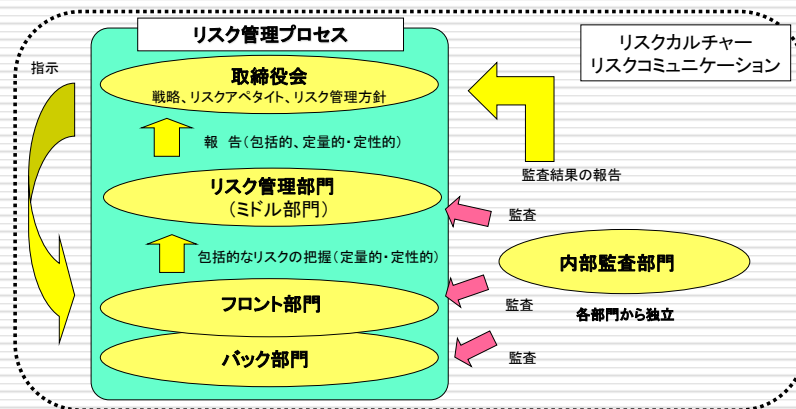 リスク管理プロセス
リスクカルチャー
リスクコミュニケーション
指示
取締役会
戦略、リスクアペタイト、リスク管理方針
報 告(包括的、定量的・定性的)
監査結果の報告
リスク管理部門
(ミドル部門)
監査
包括的なリスクの把握(定量的・定性的)
内部監査部門
フロント部門
監査
各部門から独立
バック部門
監査